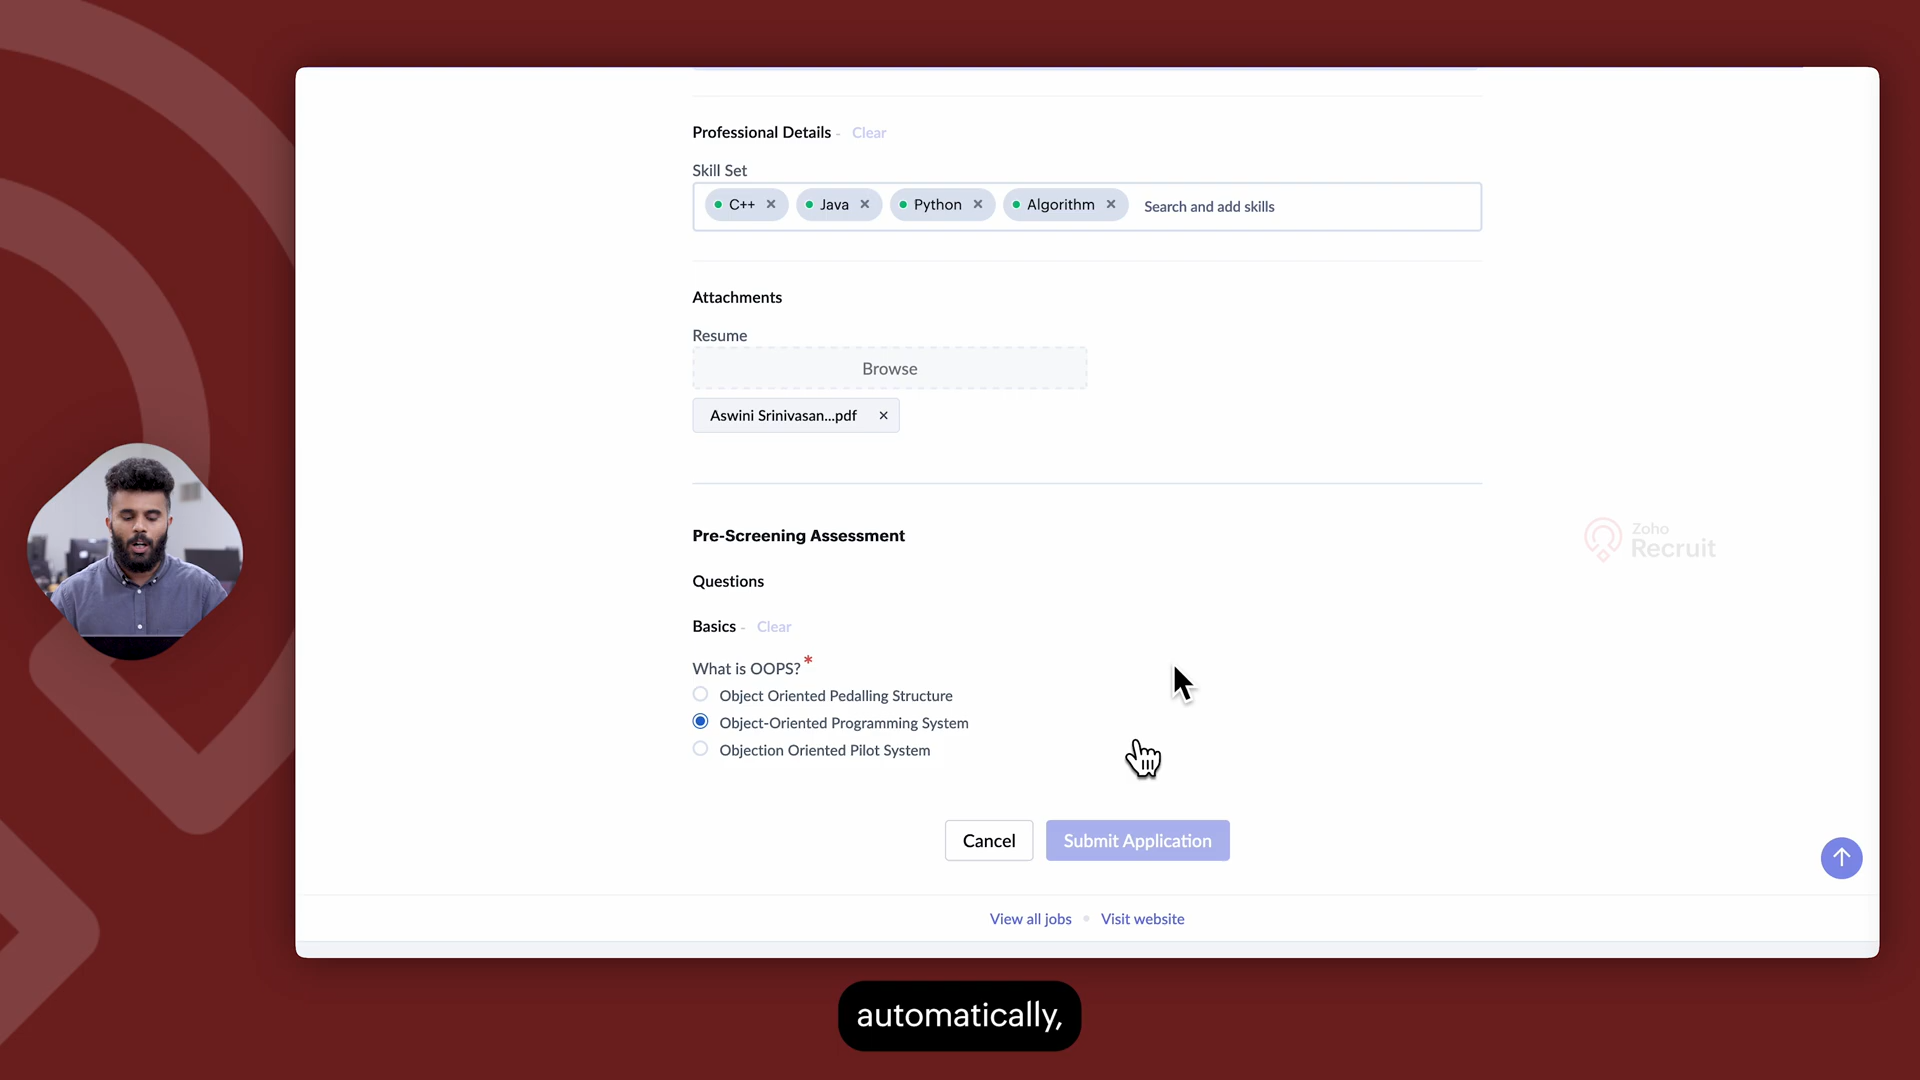 Professional Details - Clear
Skill Set
C++ × Java × Python × Algorithm × Search and add skills
Attachments
Resume
Browse
Aswini Srinivasan...pdf ×
Pre-Screening Assessment
Zoho
Recruit
Questions
Basics - Clear
What is OOPS? *
Object Oriented Pedalling Structure
Object-Oriented Programming System
Objection Oriented Pilot System
Cancel Submit Application
View all jobs • Visit website
automatically,